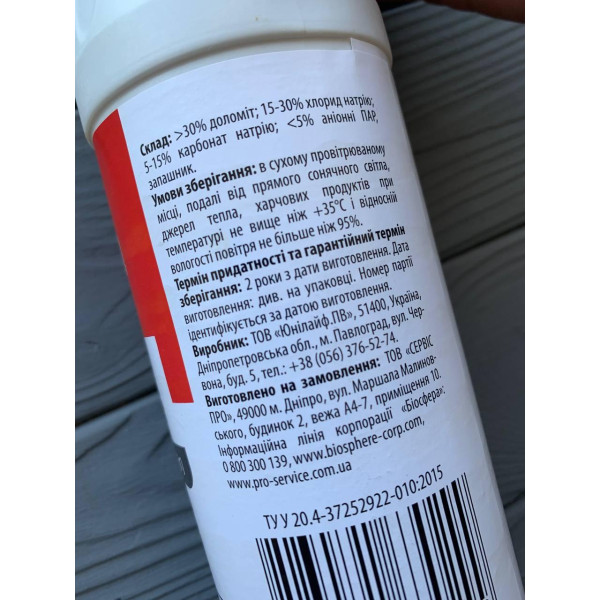 Склад: >30% доломіт; 15-30% хлорид натрію;
5-15% карбонат натрію; <5% аніонні ПАР,
запашник.
Умови зберігання: в сухому провітрюваному
місці, подалі від прямого сонячного світла,
джерел тепла, харчових продуктів при
температурі не вище ніж +35°С і відносній
вологості повітря не більше ніж 95%.
Термін придатності та гарантійний термін
зберігання: 2 роки з дати виготовлення. Дата
виготовлення: див. на упаковці. Номер партії
ідентифікується за датою виготовлення.
Виробник: ТОВ «Юнілайф.ПВ», 51400, Україна,
Дніпропетровська обл., м. Павлоград, вул. Чер-
вона, буд. 5, тел.: +38 (056) 376-52-74.
Виготовлено на замовлення: ТОВ «СЕРВІС
ПРО», 49000 м. Дніпро, вул. Маршала Малинов-
ського, будинок 2, вежа А4-7, приміщення 10.
Інформаційна лінія корпорації «Біосфера»:
0 800 300 139, www.biosphere-corp.com,
www.pro-service.com.ua
ТУ У 20.4-37252922-010:2015